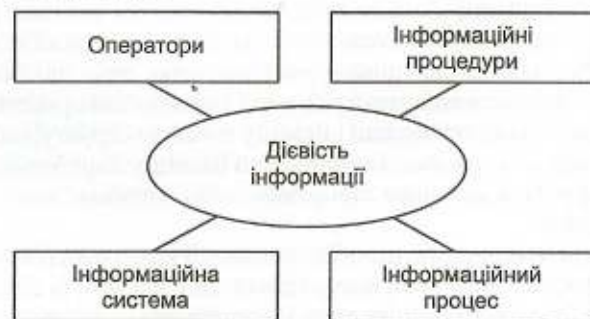 Оператори
Інформаційні
процедури
Дієвість
інформації
Інформаційна
система
Інформаційний
процес